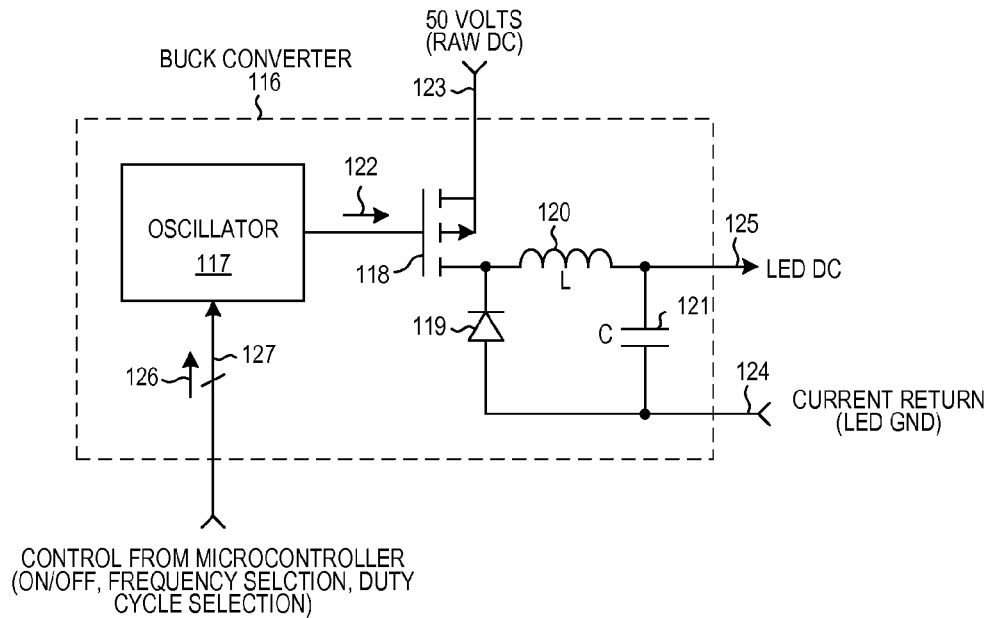 50 VOLTS
(RAW DC)
BUCK CONVERTER
116
123
122
OSCILLATOR
117
118
120
L
125
LED DC
119
C
121
126
127
124
CURRENT RETURN
(LED GND)
CONTROL FROM MICROCONTROLLER
(ON/OFF, FREQUENCY SELCTION, DUTY
CYCLE SELECTION)